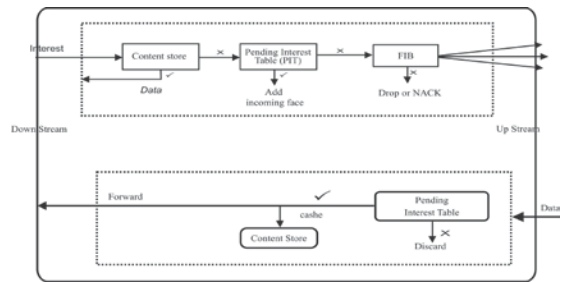 Interest
Content store
Pending Interest
Table (PIT)
FIB
Data
Add
incoming face
Drop or NACK
Down Stream
Up Stream
Forward
cashe
Pending
Interest Table
Data
Content Store
Discard